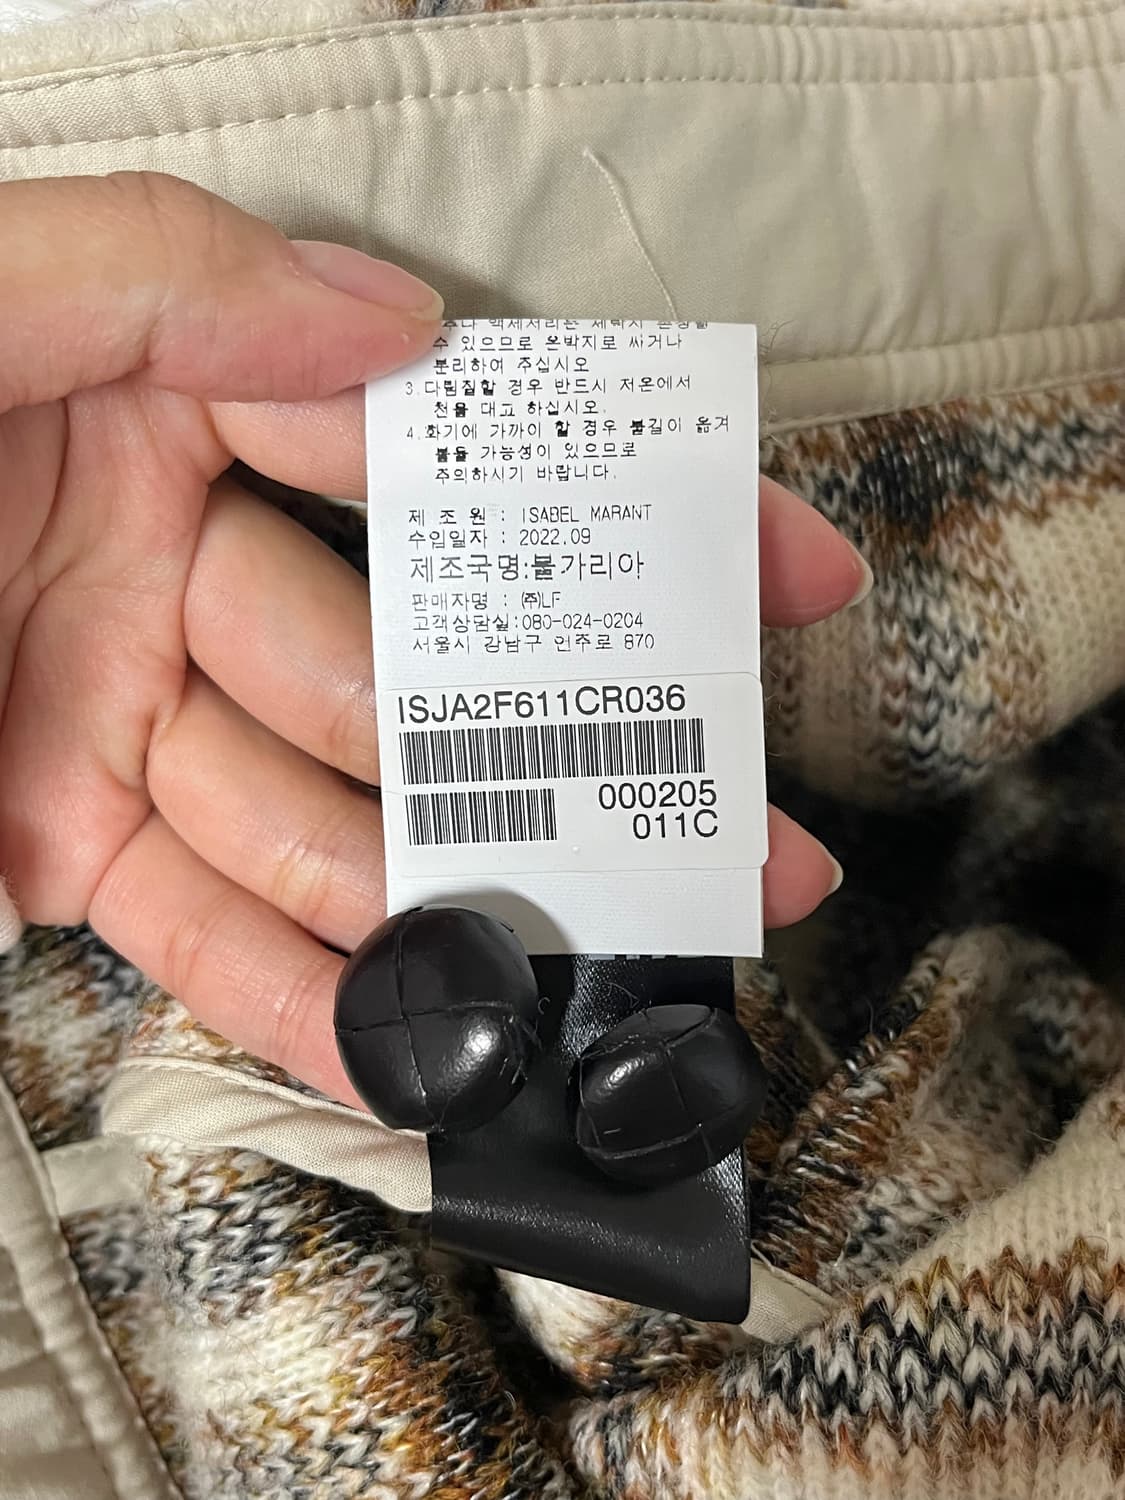 수 있으므로 은박지로 싸거나
분리하여 주십시오
3.다림질할 경우 반드시 저온에서
천을 대고 하십시오.
4.화기에 가까이 할 경우 불길이 옮겨
붙을 가능성이 있으므로
주의하시기 바랍니다.
제 조 원 : ISABEL MARANT
수입일자 : 2022.09
제조국명:불가리아
판매자명 : ㈜LF
고객상담실:080-024-0204
서울시 강남구 언주로 870
ISJA2F611CR036
000205
011C